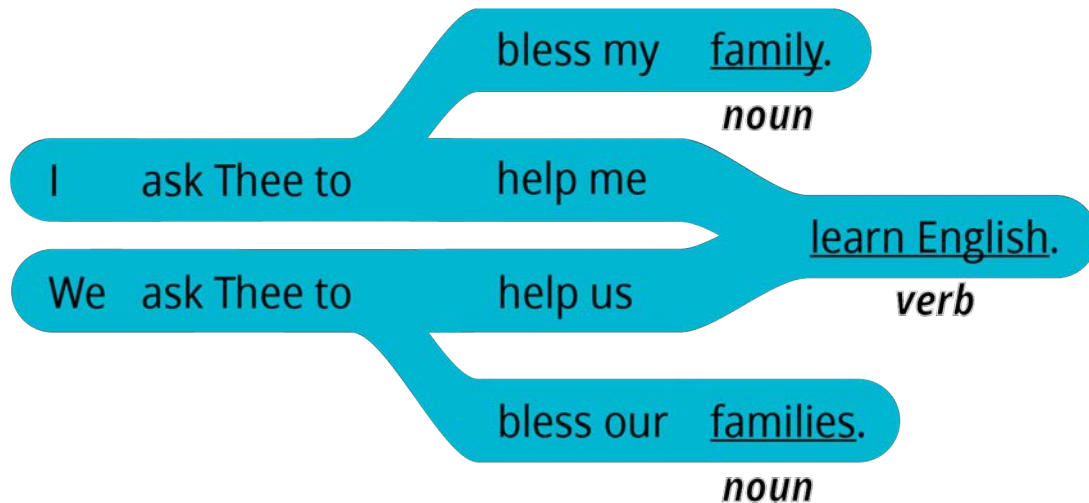 bless my family.
noun
I ask Thee to help me
learn English.
verb
We ask Thee to help us
bless our families.
noun